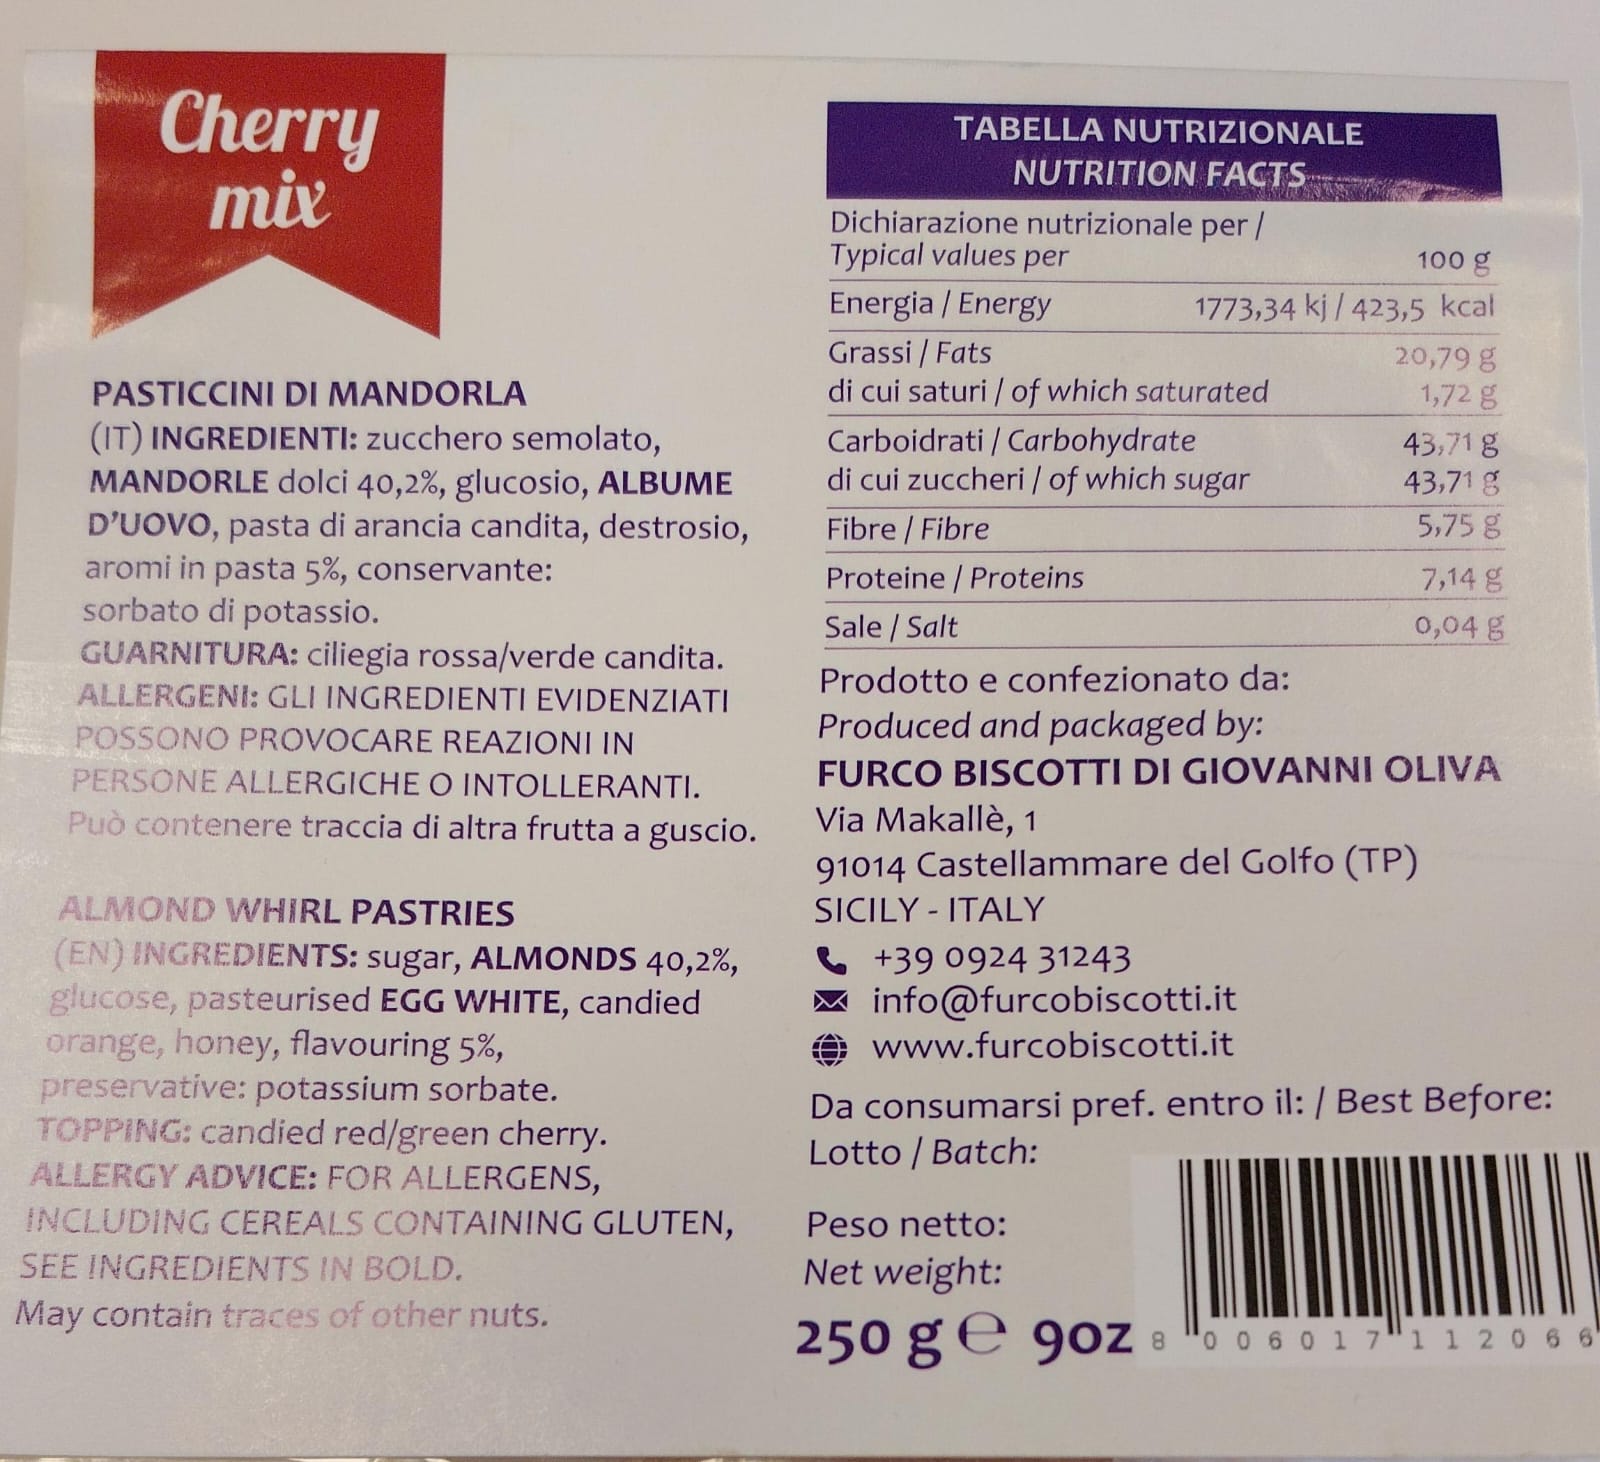 Cherry
mix
PASTICCINI DI MANDORLA
(IT) INGREDIENTI: zucchero semolato,
MANDORLE dolci 40,2%, glucosio, ALBUME
D'UOVO, pasta di arancia candita, destrosio,
aromi in pasta 5%, conservante:
sorbato di potassio.
GUARNITURA: ciliegia rossa/verde candita.
ALLERGENI: GLI INGREDIENTI EVIDENZIATI
POSSONO PROVOCARE REAZIONI IN
PERSONE ALLERGICHE O INTOLLERANTI.
Può contenere traccia di altra frutta a guscio.
ALMOND WHIRL PASTRIES
(EN) INGREDIENTS: sugar, ALMONDS 40,2%,
glucose, pasteurised EGG WHITE, candied
orange, honey, flavouring 5%,
preservative: potassium sorbate.
TOPPING: candied red/green cherry.
ALLERGY ADVICE: FOR ALLERGENS,
INCLUDING CEREALS CONTAINING GLUTEN,
SEE INGREDIENTS IN BOLD.
May contain traces of other nuts.
TABELLA NUTRIZIONALE
NUTRITION FACTS
Dichiarazione nutrizionale per /
Typical values per 100 g
Energia / Energy 1773,34 kj / 423,5 kcal
Grassi / Fats 20,79 g
di cui saturi / of which saturated 1,72 g
Carboidrati / Carbohydrate 43,71 g
di cui zuccheri / of which sugar 43,71 g
Fibre / Fibre 5,75 g
Proteine / Proteins 7,14 g
Sale / Salt 0,04 g
Prodotto e confezionato da:
Produced and packaged by:
FURCO BISCOTTI DI GIOVANNI OLIVA
Via Makallè, 1
91014 Castellammare del Golfo (TP)
SICILY - ITALY
+39 0924 31243
info@furcobiscotti.it
www.furcobiscotti.it
Da consumarsi pref. entro il: / Best Before:
Lotto / Batch:
Peso netto:
Net weight:
250 g ℮ 9oz
8 006017 112066